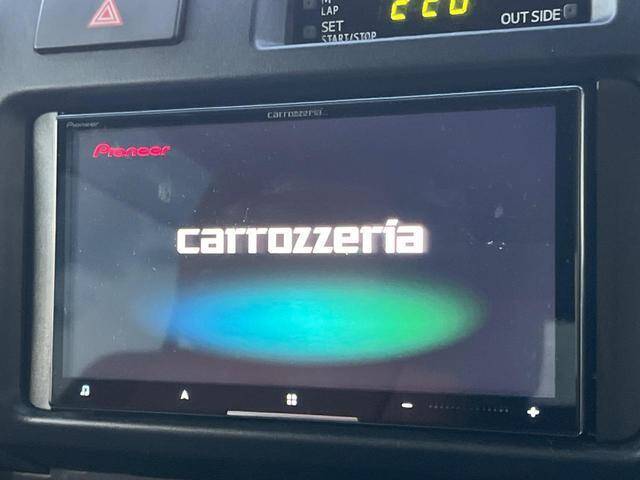 LAP
SET
START/STOP
OUT SIDE
Pioneer
carrozzeria
Pioneer
carrozzeria